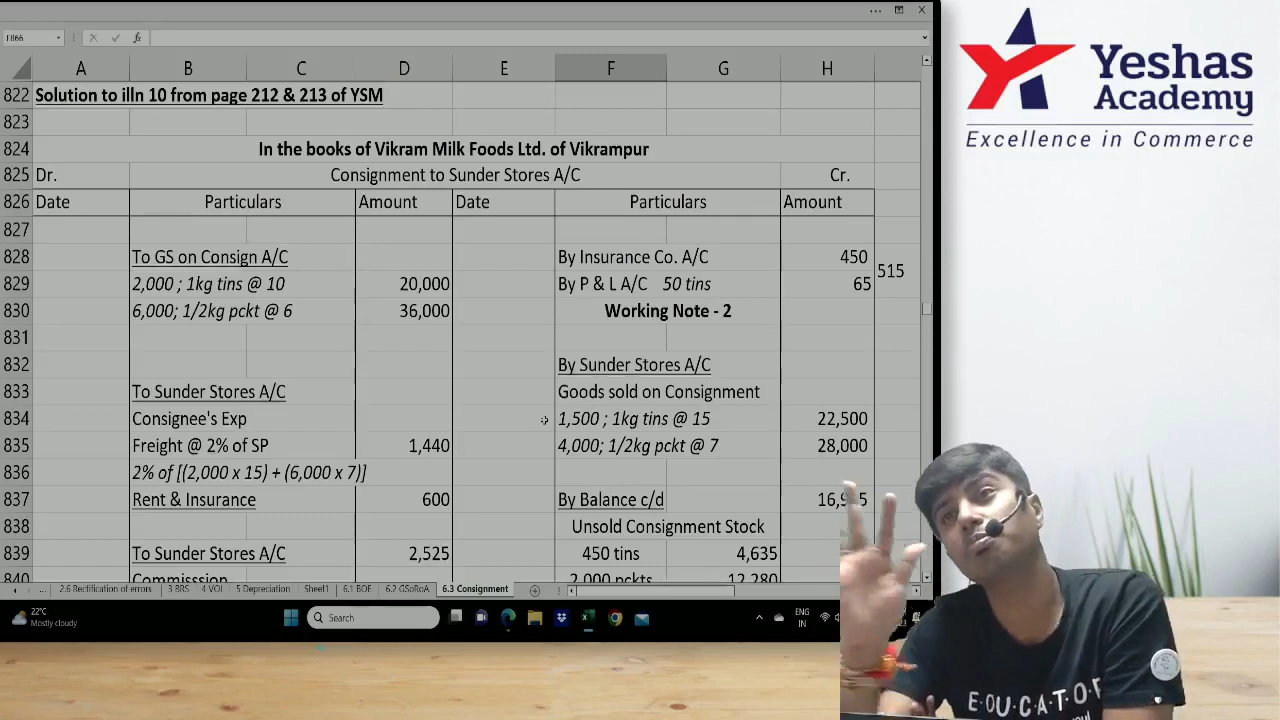 F866
fx
A B C D E F G H
822 Solution to illn 10 from page 212 & 213 of YSM
823
824 In the books of Vikram Milk Foods Ltd. of Vikrampur
825 Dr. Consignment to Sunder Stores A/C Cr.
826 Date Particulars Amount Date Particulars Amount
827
828 To GS on Consign A/C By Insurance Co. A/C 450
515
829 2,000 ; 1kg tins @ 10 20,000 By P & L A/C 50 tins 65
830 6,000; 1/2kg pckt @ 6 36,000 Working Note - 2
831
832 By Sunder Stores A/C
833 To Sunder Stores A/C Goods sold on Consignment
834 Consignee's Exp 1,500 ; 1kg tins @ 15 22,500
835 Freight @ 2% of SP 1,440 4,000; 1/2kg pckt @ 7 28,000
836 2% of [(2,000 x 15) + (6,000 x 7)]
837 Rent & Insurance 600 By Balance c/d
838 Unsold Consignment Stock
839 To Sunder Stores A/C 2,525 450 tins 4,635
840 Commisssion 2,000 pckts 12,280
... 2.6 Rectification of errors 3 BRS 4 VOI 5 Depreciation Sheet1 6.1 BOE 6.2 GSoRoA 6.3 Consignment
22°C
Mostly cloudy
Search
ENG
IN
Yeshas
Academy
Excellence in Commerce
E·D·U·C·A·T·O·R